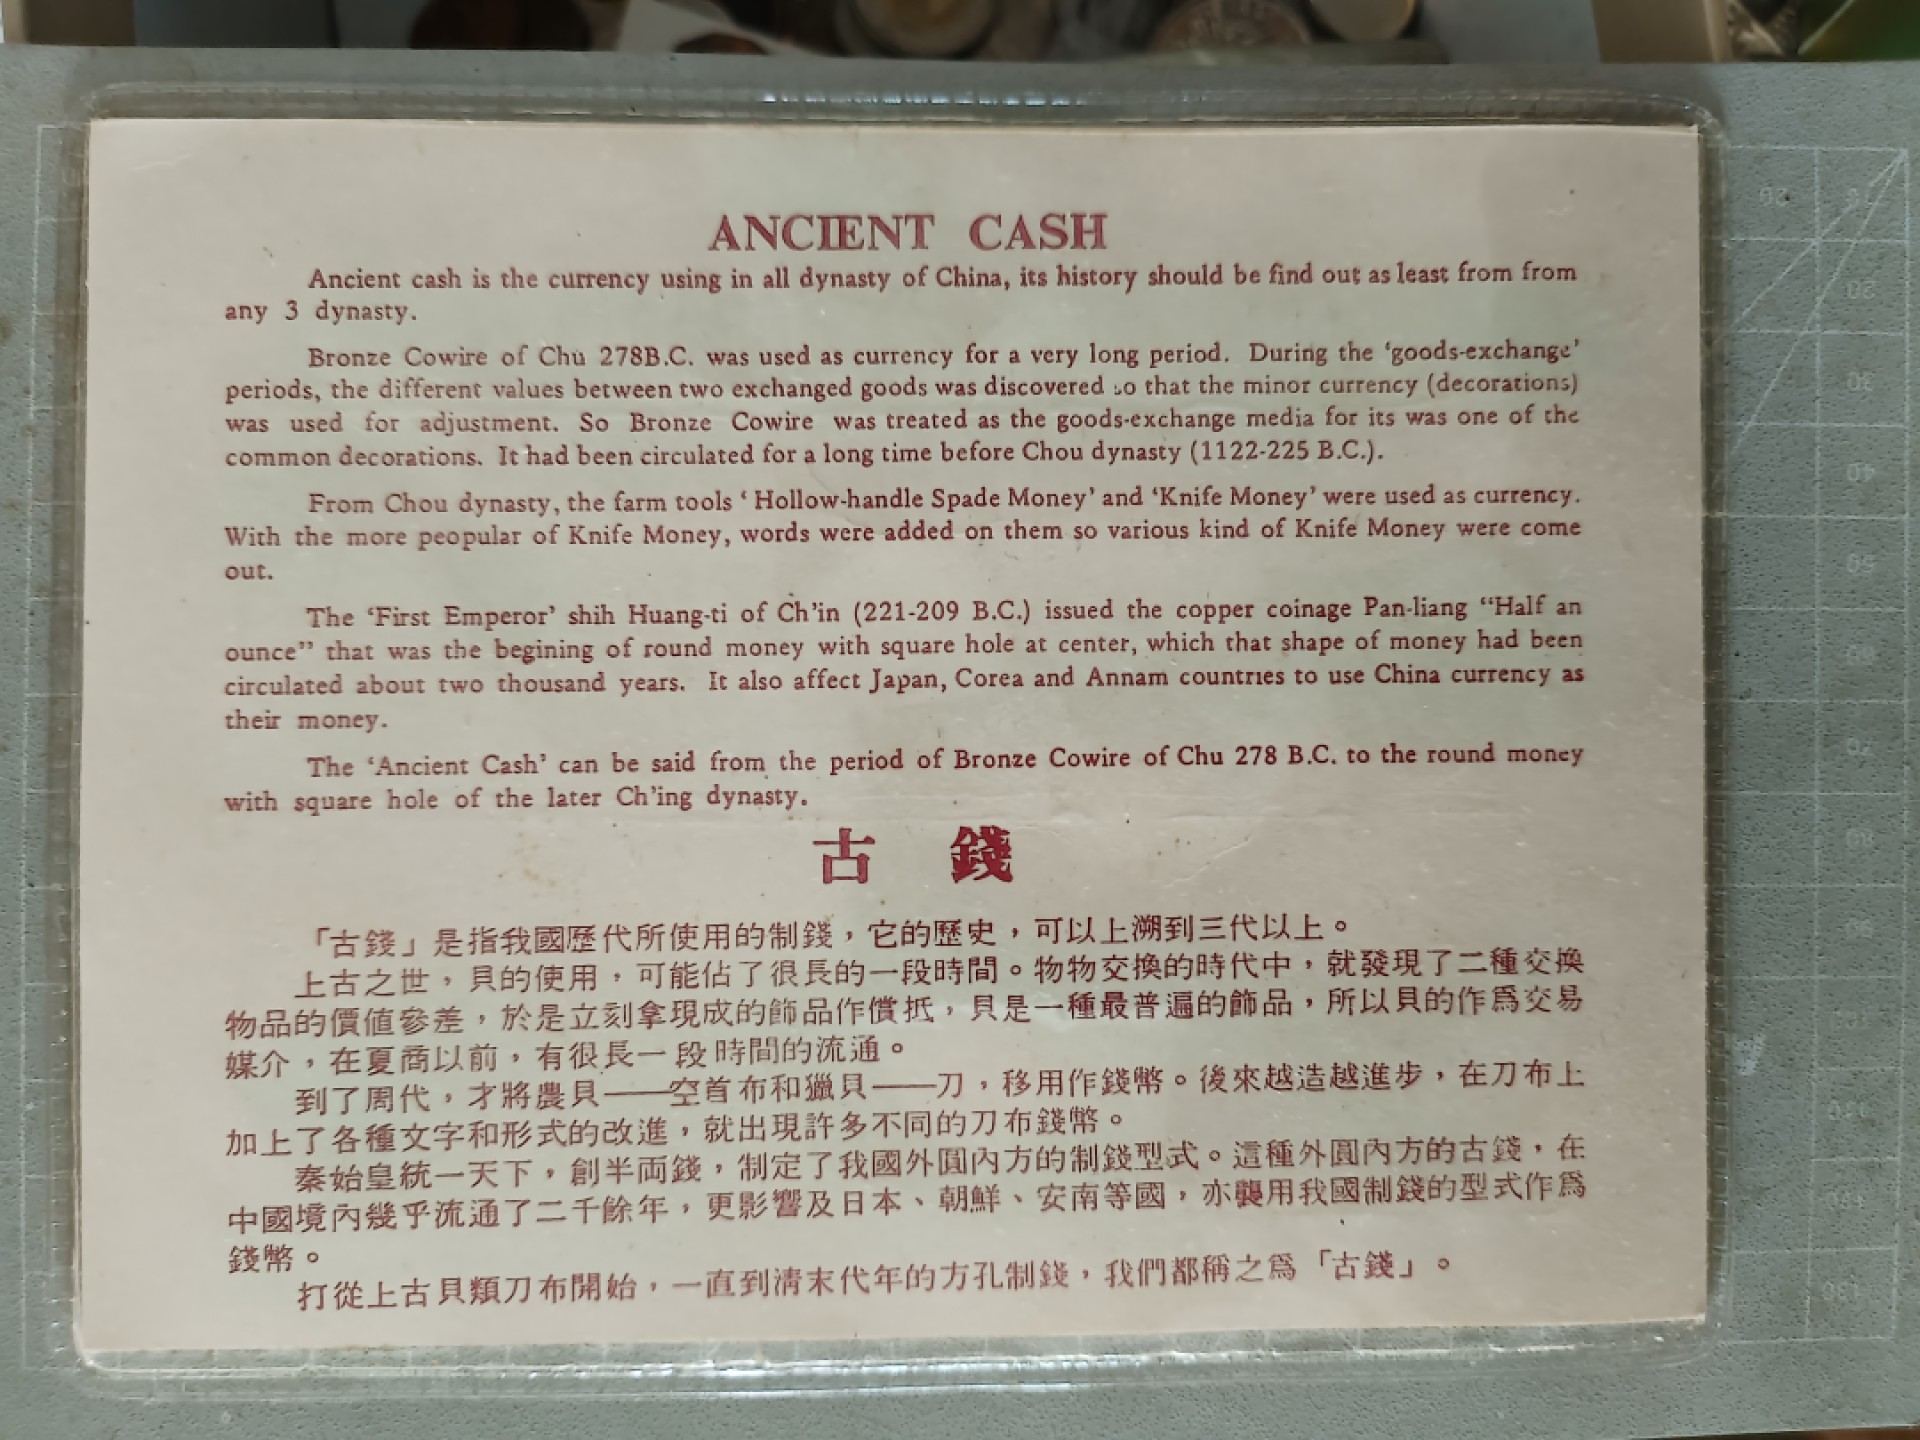 ANCIENT CASH
Ancient cash is the currency using in all dynasty of China, its history should be find out as least from from
any 3 dynasty.
Bronze Cowire of Chu 278B.C. was used as currency for a very long period. During the 'goods-exchange'
periods, the different values between two exchanged goods was discovered so that the minor currency (decorations)
was used for adjustment. So Bronze Cowire was treated as the goods-exchange media for its was one of the
common decorations. It had been circulated for a long time before Chou dynasty (1122-225 B.C.).
From Chou dynasty, the farm tools 'Hollow-handle Spade Money' and 'Knife Money' were used as currency.
With the more peopular of Knife Money, words were added on them so various kind of Knife Money were come
out.
The 'First Emperor' shih Huang-ti of Ch'in (221-209 B.C.) issued the copper coinage Pan-liang "Half an
ounce" that was the begining of round money with square hole at center, which that shape of money had been
circulated about two thousand years. It also affect Japan, Corea and Annam countries to use China currency as
their money.
The 'Ancient Cash' can be said from the period of Bronze Cowire of Chu 278 B.C. to the round money
with square hole of the later Ch'ing dynasty.
古 錢
「古錢」是指我國歷代所使用的制錢，它的歷史，可以上溯到三代以上。
上古之世，貝的使用，可能佔了很長的一段時間。物物交換的時代中，就發現了二種交換
物品的價值參差，於是立刻拿現成的飾品作償抵，貝是一種最普遍的飾品，所以貝的作爲交易
媒介，在夏商以前，有很長一段時間的流通。
到了周代，才將農貝——空首布和獵貝——刀，移用作錢幣。後來越造越進步，在刀布上
加上了各種文字和形式的改進，就出現許多不同的刀布錢幣。
秦始皇統一天下，創半両錢，制定了我國外圓內方的制錢型式。這種外圓內方的古錢，在
中國境內幾乎流通了二千餘年，更影響及日本、朝鮮、安南等國，亦襲用我國制錢的型式作爲
錢幣。
打從上古貝類刀布開始，一直到清末代年的方孔制錢，我們都稱之爲「古錢」。